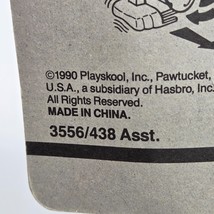 ©1990 Playskool, Inc., Pawtucket,
U.S.A., a subsidiary of Hasbro, Inc.
All Rights Reserved.
MADE IN CHINA.
3556/438 Asst.